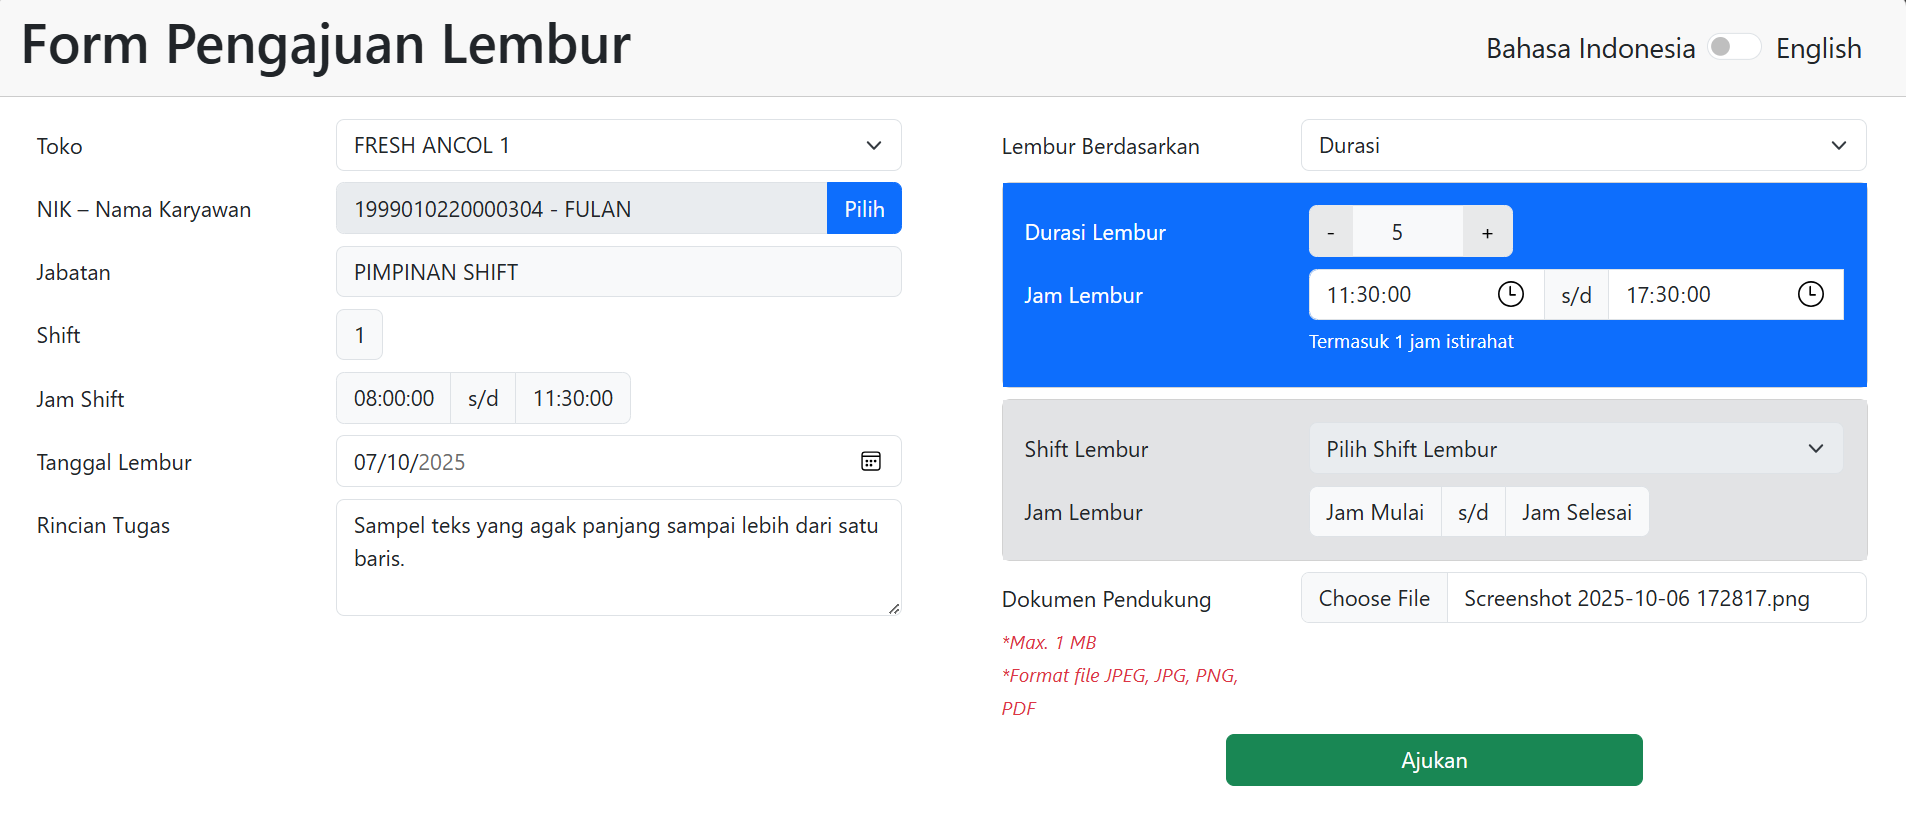 Form Pengajuan Lembur
Bahasa Indonesia English
Toko FRESH ANCOL 1
NIK – Nama Karyawan 1999010220000304 - FULAN Pilih
Jabatan PIMPINAN SHIFT
Shift 1
Jam Shift 08:00:00 s/d 11:30:00
Tanggal Lembur 07/10/2025
Rincian Tugas Sampel teks yang agak panjang sampai lebih dari satu
baris.
Lembur Berdasarkan Durasi
Durasi Lembur - 5 +
Jam Lembur 11:30:00 s/d 17:30:00
Termasuk 1 jam istirahat
Shift Lembur Pilih Shift Lembur
Jam Lembur Jam Mulai s/d Jam Selesai
Dokumen Pendukung Choose File Screenshot 2025-10-06 172817.png
*Max. 1 MB
*Format file JPEG, JPG, PNG,
PDF
Ajukan